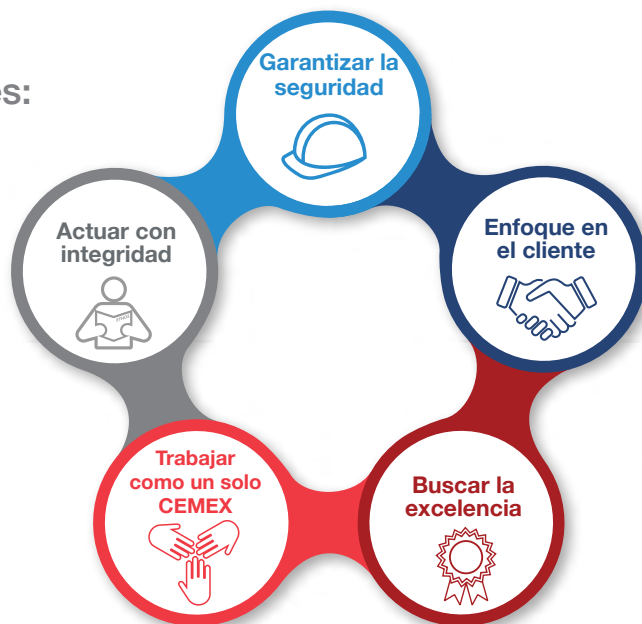 es:
Garantizar la
seguridad
Enfoque en
el cliente
Buscar la
excelencia
Trabajar
como un solo
CEMEX
Actuar con
integridad